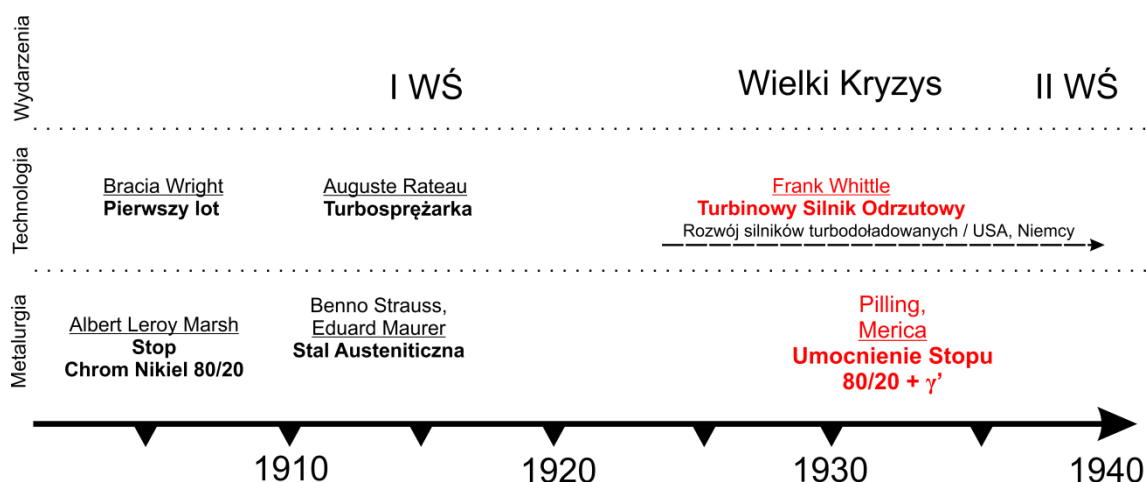 Wydarzenia
I WŚ
Wielki Kryzys
II WŚ
Technologia
Bracia Wright
Pierwszy lot
Auguste Rateau
Turbosprężarka
Frank Whittle
Turbinowy Silnik Odrzutowy
Rozwój silników turbodoładowanych / USA, Niemcy
Metalurgia
Albert Leroy Marsh
Stop
Chrom Nikiel 80/20
Benno Strauss,
Eduard Maurer
Stal Austenityczna
Pilling,
Merica
Umocnienie Stopu
80/20 + γ’
1910
1920
1930
1940